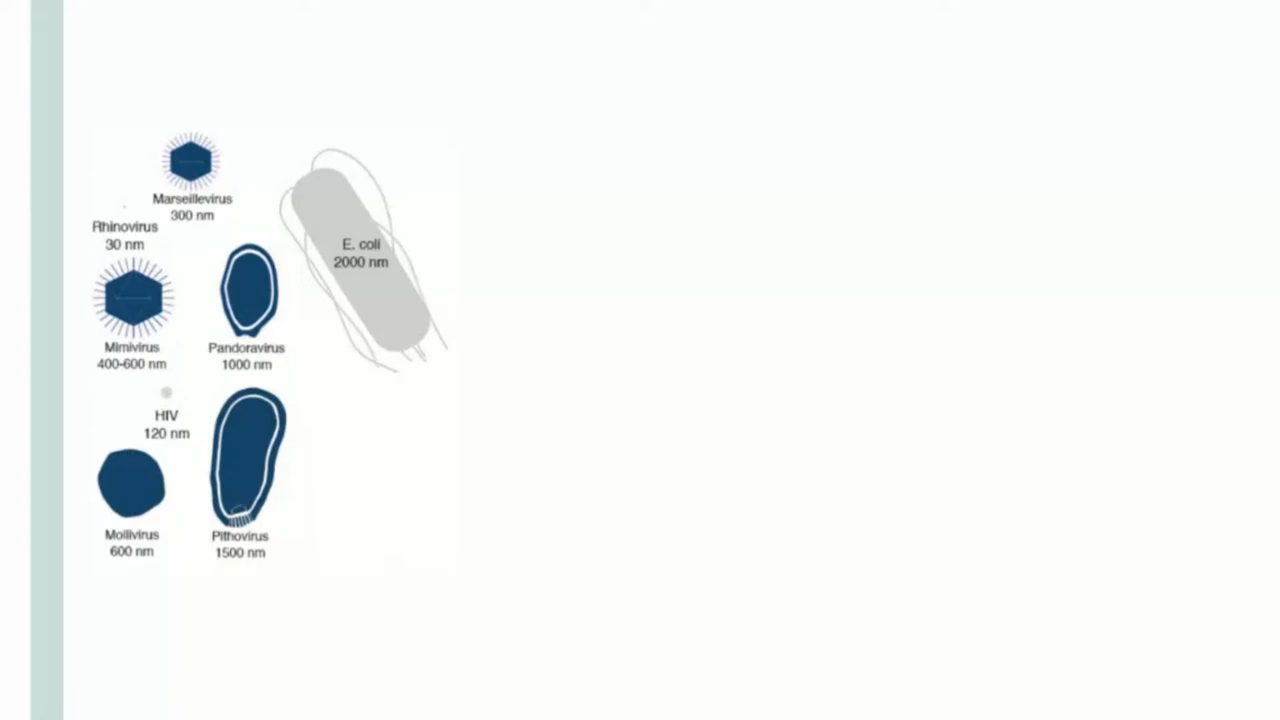 Marseillevirus
300 nm
Rhinovirus
30 nm
E. coli
2000 nm
Mimivirus
400-600 nm
Pandoravirus
1000 nm
HIV
120 nm
Mollivirus
600 nm
Pithovirus
1500 nm